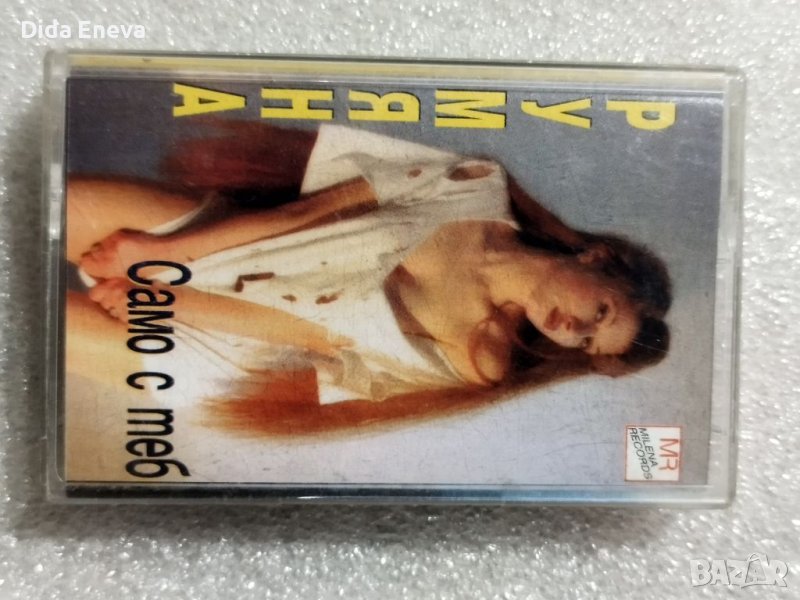 Dida Eneva
РУМЯНА
Само с теб
MR
MILENA
RECORDS
BAZAR